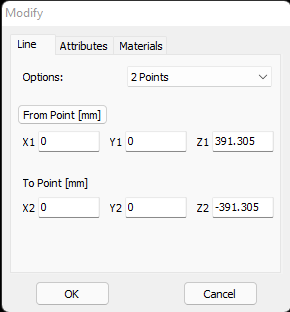 Modify
Line Attributes Materials
Options: 2 Points
From Point [mm]
X1 0 Y1 0 Z1 391.305
To Point [mm]
X2 0 Y2 0 Z2 -391.305
OK Cancel